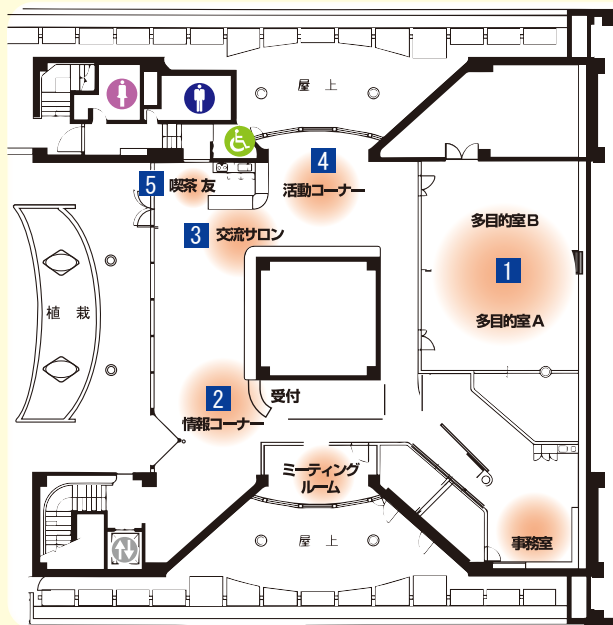 屋上
4
活動コーナー
5
喫茶 友
3
交流サロン
多目的室B
1
多目的室A
植栽
2
受付
情報コーナー
ミーティング
ルーム
屋上
事務室